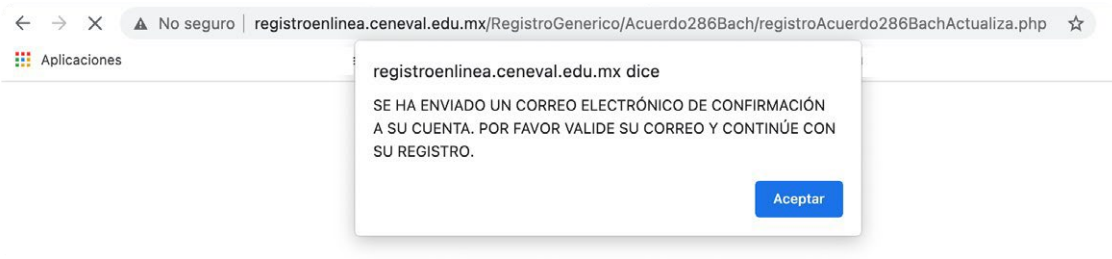 No seguro | registroenlinea.ceneval.edu.mx/RegistroGenerico/Acuerdo286Bach/registroAcuerdo286BachActualiza.php
Aplicaciones
registroenlinea.ceneval.edu.mx dice
SE HA ENVIADO UN CORREO ELECTRÓNICO DE CONFIRMACIÓN
A SU CUENTA. POR FAVOR VALIDE SU CORREO Y CONTINÚE CON
SU REGISTRO.
Aceptar